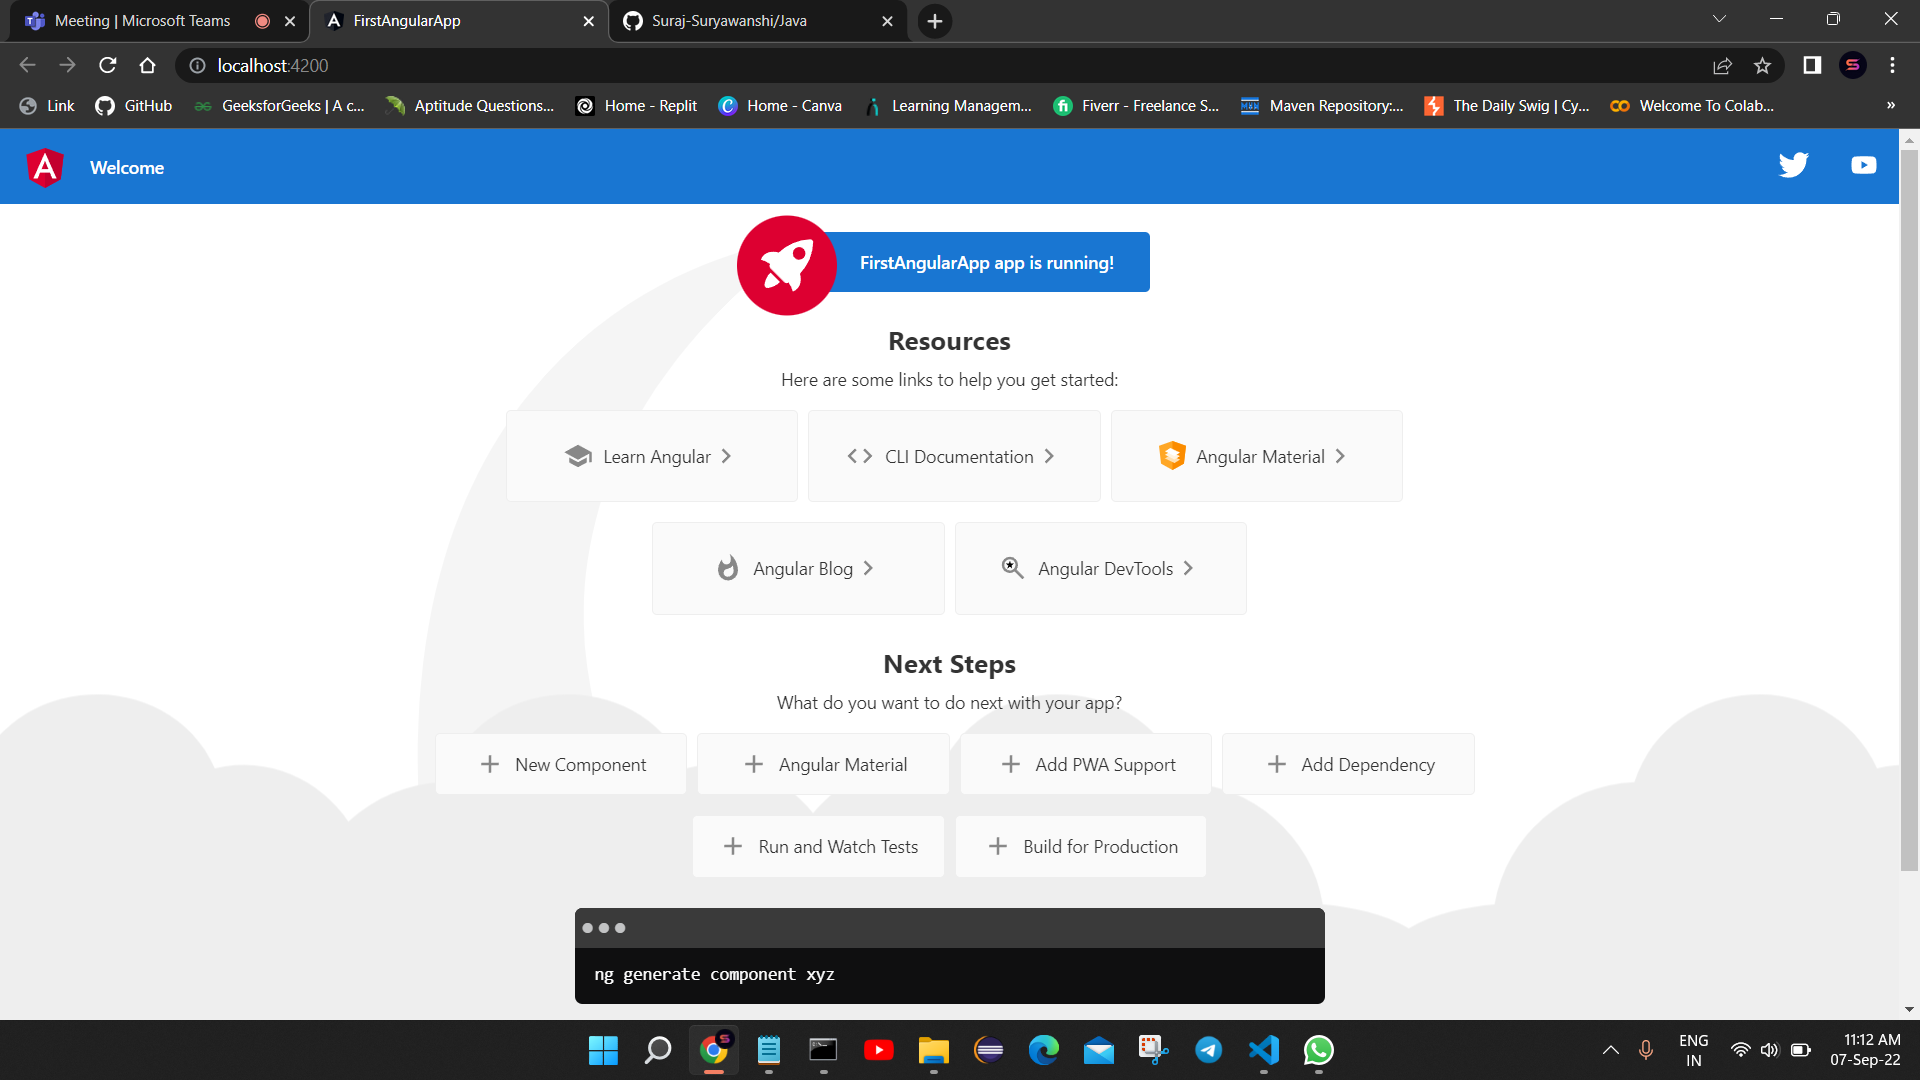 Meeting | Microsoft Teams
FirstAngularApp
Suraj-Suryawanshi/Java
localhost:4200
Link
GitHub
GeeksforGeeks | A c...
Aptitude Questions...
Home - Replit
Home - Canva
Learning Managem...
Fiverr - Freelance S...
Maven Repository:...
The Daily Swig | Cy...
Welcome To Colab...
»
Welcome
FirstAngularApp app is running!
Resources
Here are some links to help you get started:
Learn Angular
CLI Documentation
Angular Material
Angular Blog
Angular DevTools
Next Steps
What do you want to do next with your app?
New Component
Angular Material
Add PWA Support
Add Dependency
Run and Watch Tests
Build for Production
ng generate component xyz
ENG
IN
11:12 AM
07-Sep-22